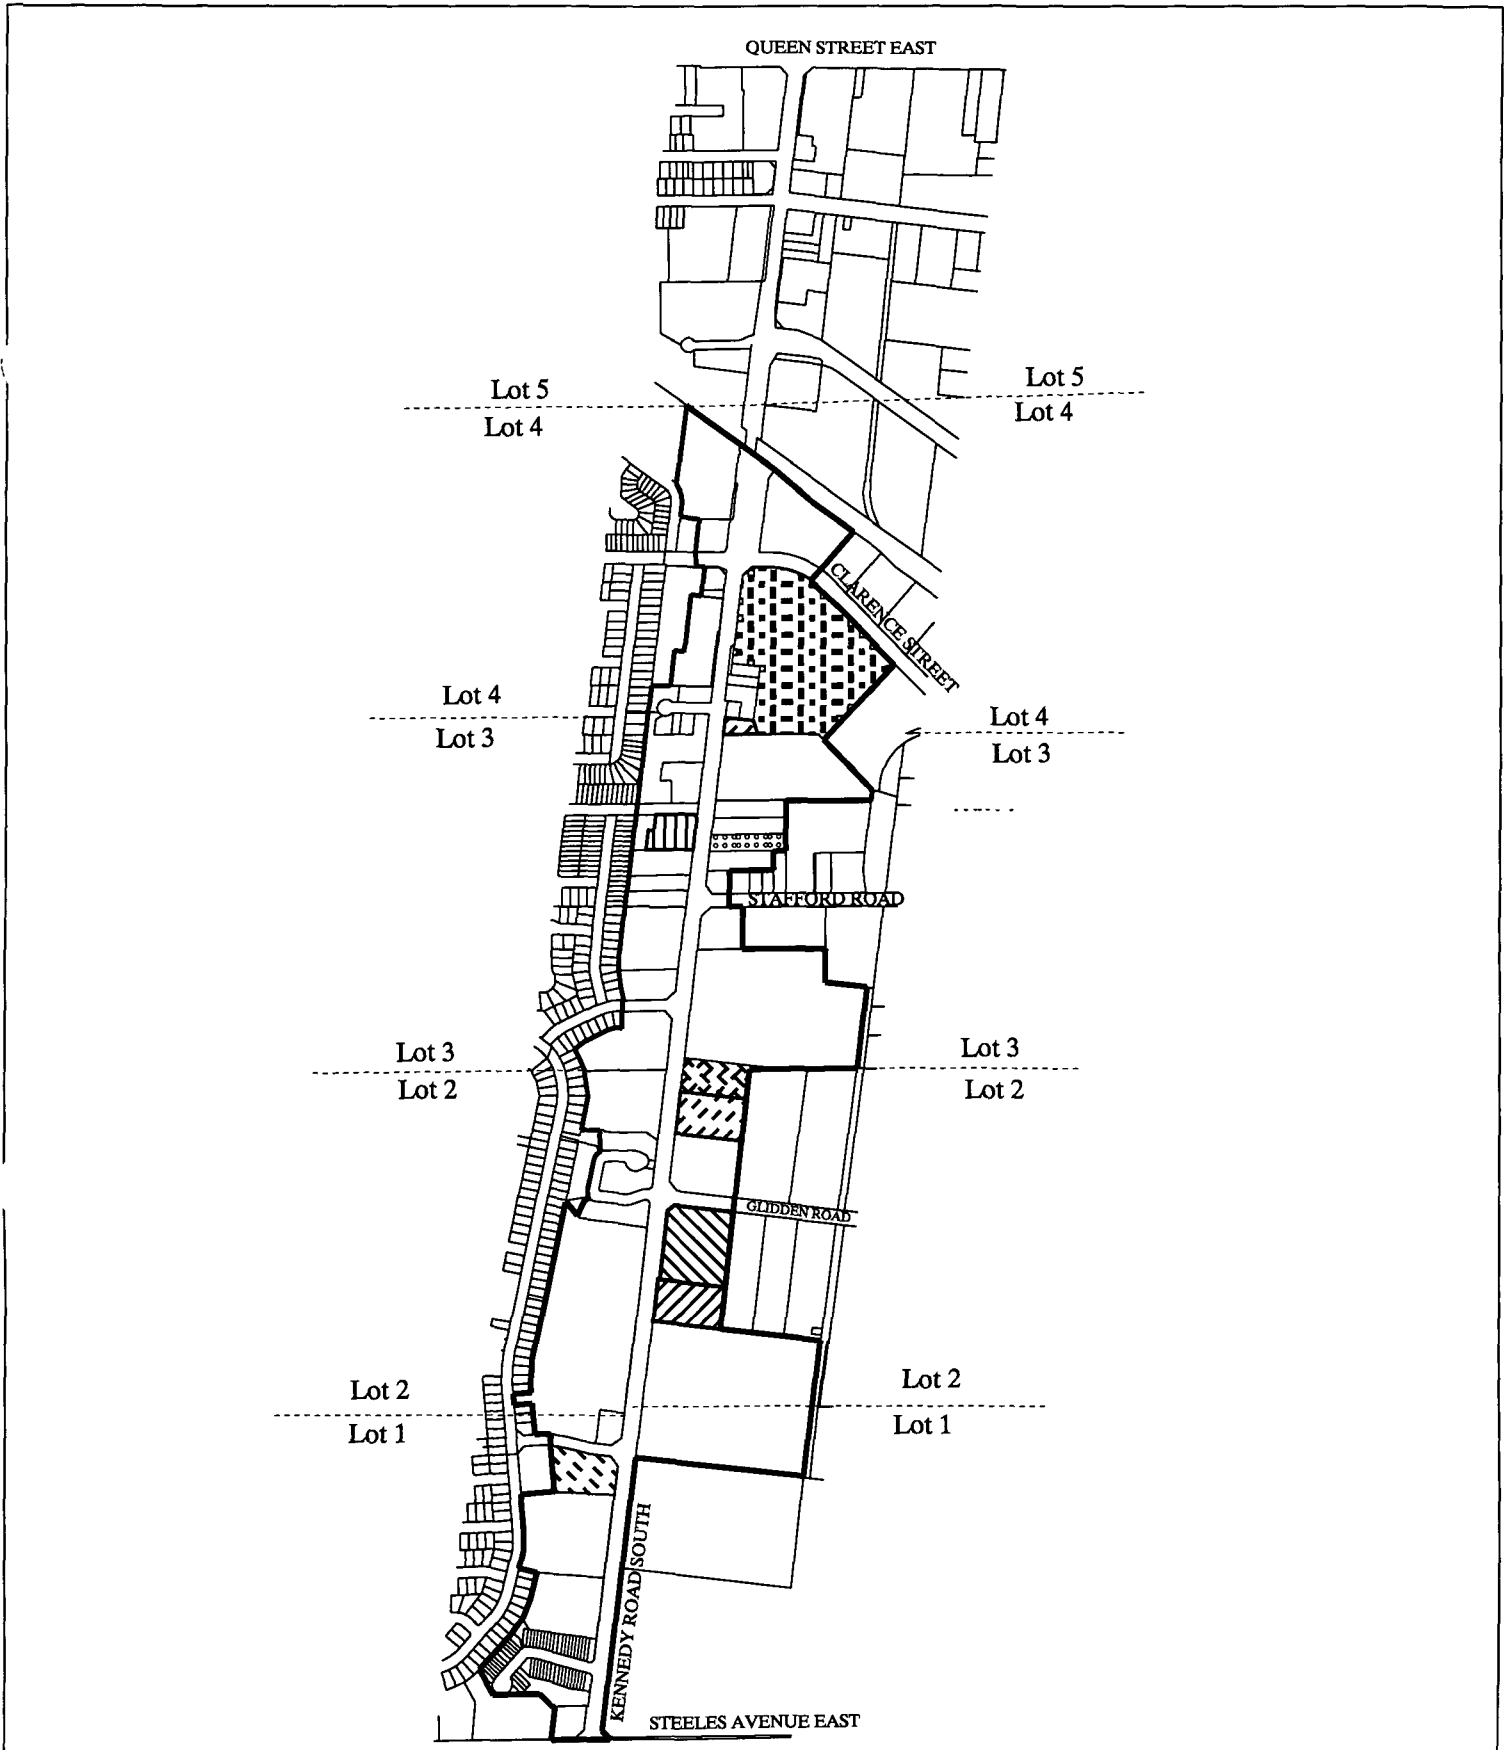 QUEEN STREET EAST
Lot 5
Lot 5
Lot 4
Lot 4
CLARENCE STREET
Lot 4
Lot 4
Lot 3
Lot 3
STAFFORD ROAD
Lot 3
Lot 3
Lot 2
Lot 2
GLIDDEN ROAD
Lot 2
Lot 2
Lot 1
Lot 1
KENNEDY ROAD SOUTH
STEELES AVENUE EAST